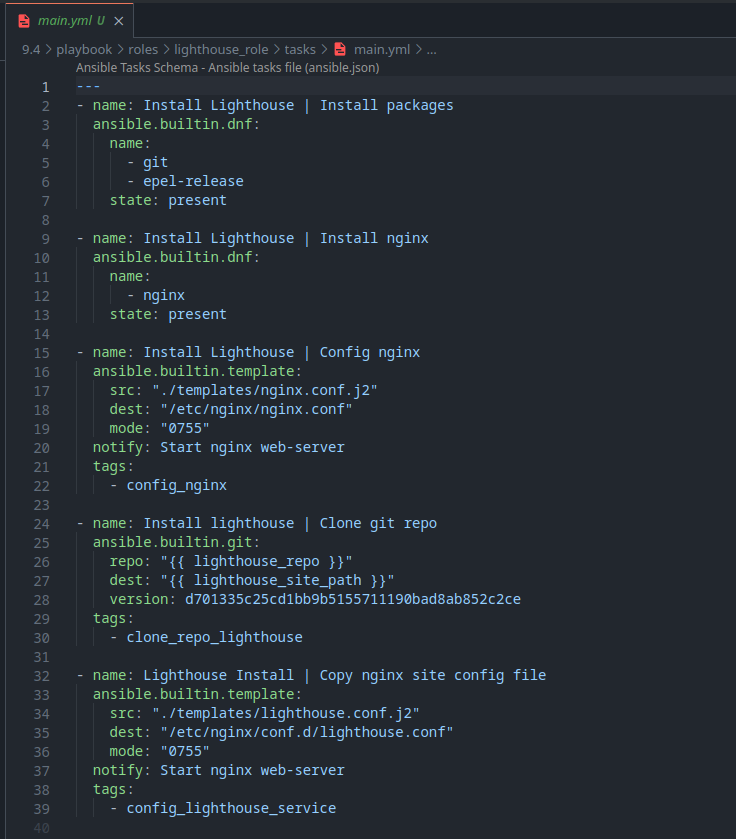 main.yml U
9.4 > playbook > roles > lighthouse_role > tasks > main.yml > ...
Ansible Tasks Schema - Ansible tasks file (ansible.json)
1 ---
2 - name: Install Lighthouse | Install packages
3   ansible.builtin.dnf:
4     name:
5       - git
6       - epel-release
7     state: present
8
9 - name: Install Lighthouse | Install nginx
10   ansible.builtin.dnf:
11     name:
12       - nginx
13     state: present
14
15 - name: Install Lighthouse | Config nginx
16   ansible.builtin.template:
17     src: "./templates/nginx.conf.j2"
18     dest: "/etc/nginx/nginx.conf"
19     mode: "0755"
20   notify: Start nginx web-server
21   tags:
22     - config_nginx
23
24 - name: Install lighthouse | Clone git repo
25   ansible.builtin.git:
26     repo: "{{ lighthouse_repo }}"
27     dest: "{{ lighthouse_site_path }}"
28     version: d701335c25cd1bb9b5155711190bad8ab852c2ce
29   tags:
30     - clone_repo_lighthouse
31
32 - name: Lighthouse Install | Copy nginx site config file
33   ansible.builtin.template:
34     src: "./templates/lighthouse.conf.j2"
35     dest: "/etc/nginx/conf.d/lighthouse.conf"
36     mode: "0755"
37   notify: Start nginx web-server
38   tags:
39     - config_lighthouse_service
40